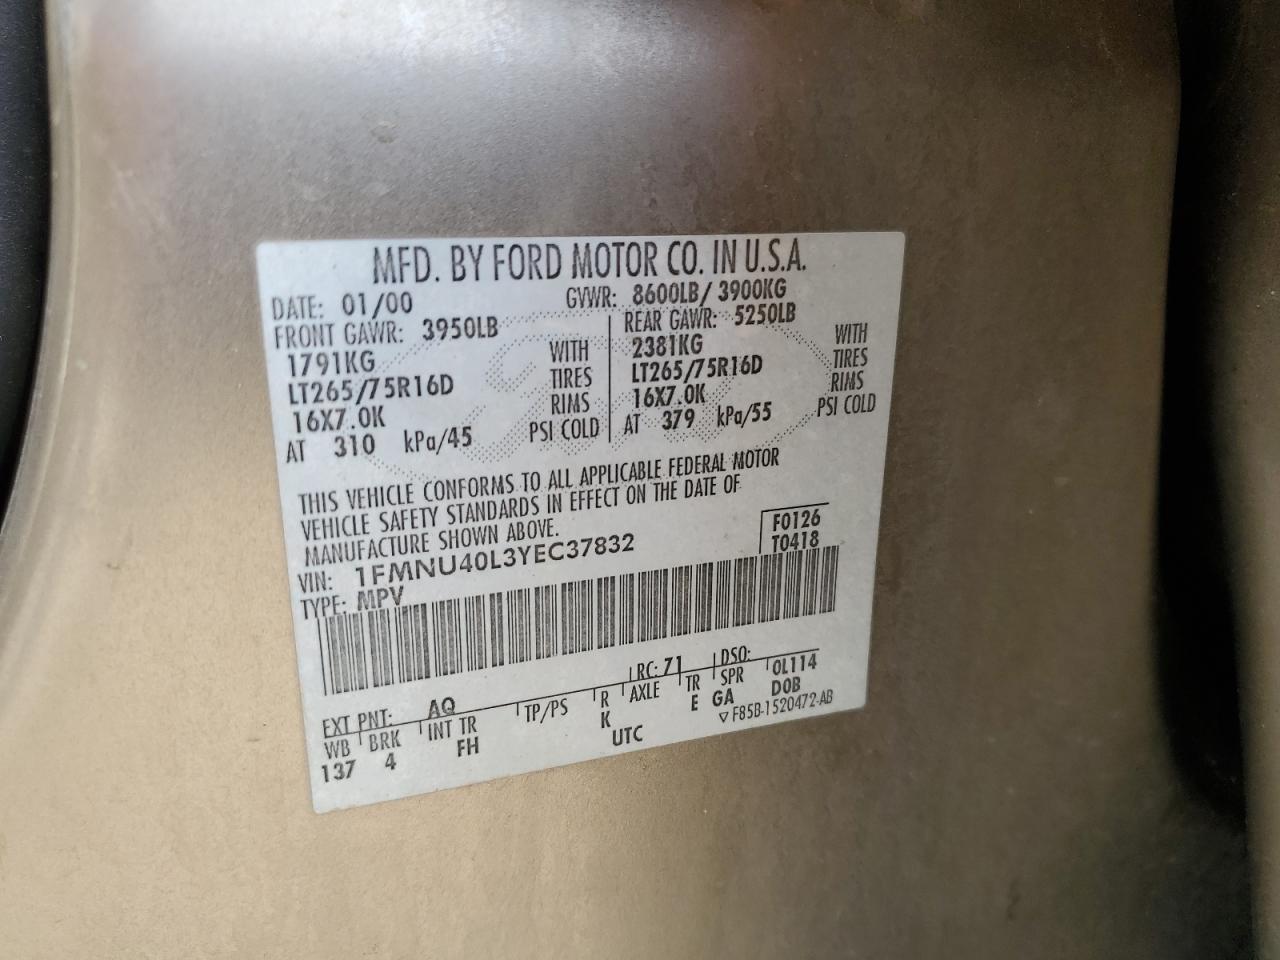 MFD. BY FORD MOTOR CO. IN U.S.A.
DATE: 01/00 GVWR: 8600LB/ 3900KG
FRONT GAWR: 3950LB REAR GAWR: 5250LB
1791KG WITH 2381KG WITH
LT265/75R16D TIRES LT265/75R16D TIRES
16X7.0K RIMS 16X7.0K RIMS
AT 310 kPa/45 PSI COLD AT 379 kPa/55 PSI COLD
THIS VEHICLE CONFORMS TO ALL APPLICABLE FEDERAL MOTOR
VEHICLE SAFETY STANDARDS IN EFFECT ON THE DATE OF
MANUFACTURE SHOWN ABOVE.
F0126
VIN: 1FMNU40L3YEC37832 T0418
TYPE: MPV
EXT PNT: AQ RC: 71 DSO:
WB BRK INT TR TP/PS R AXLE TR SPR OL114
137 4 FH K UTC E GA DOB
▽ F85B-1520472-AB